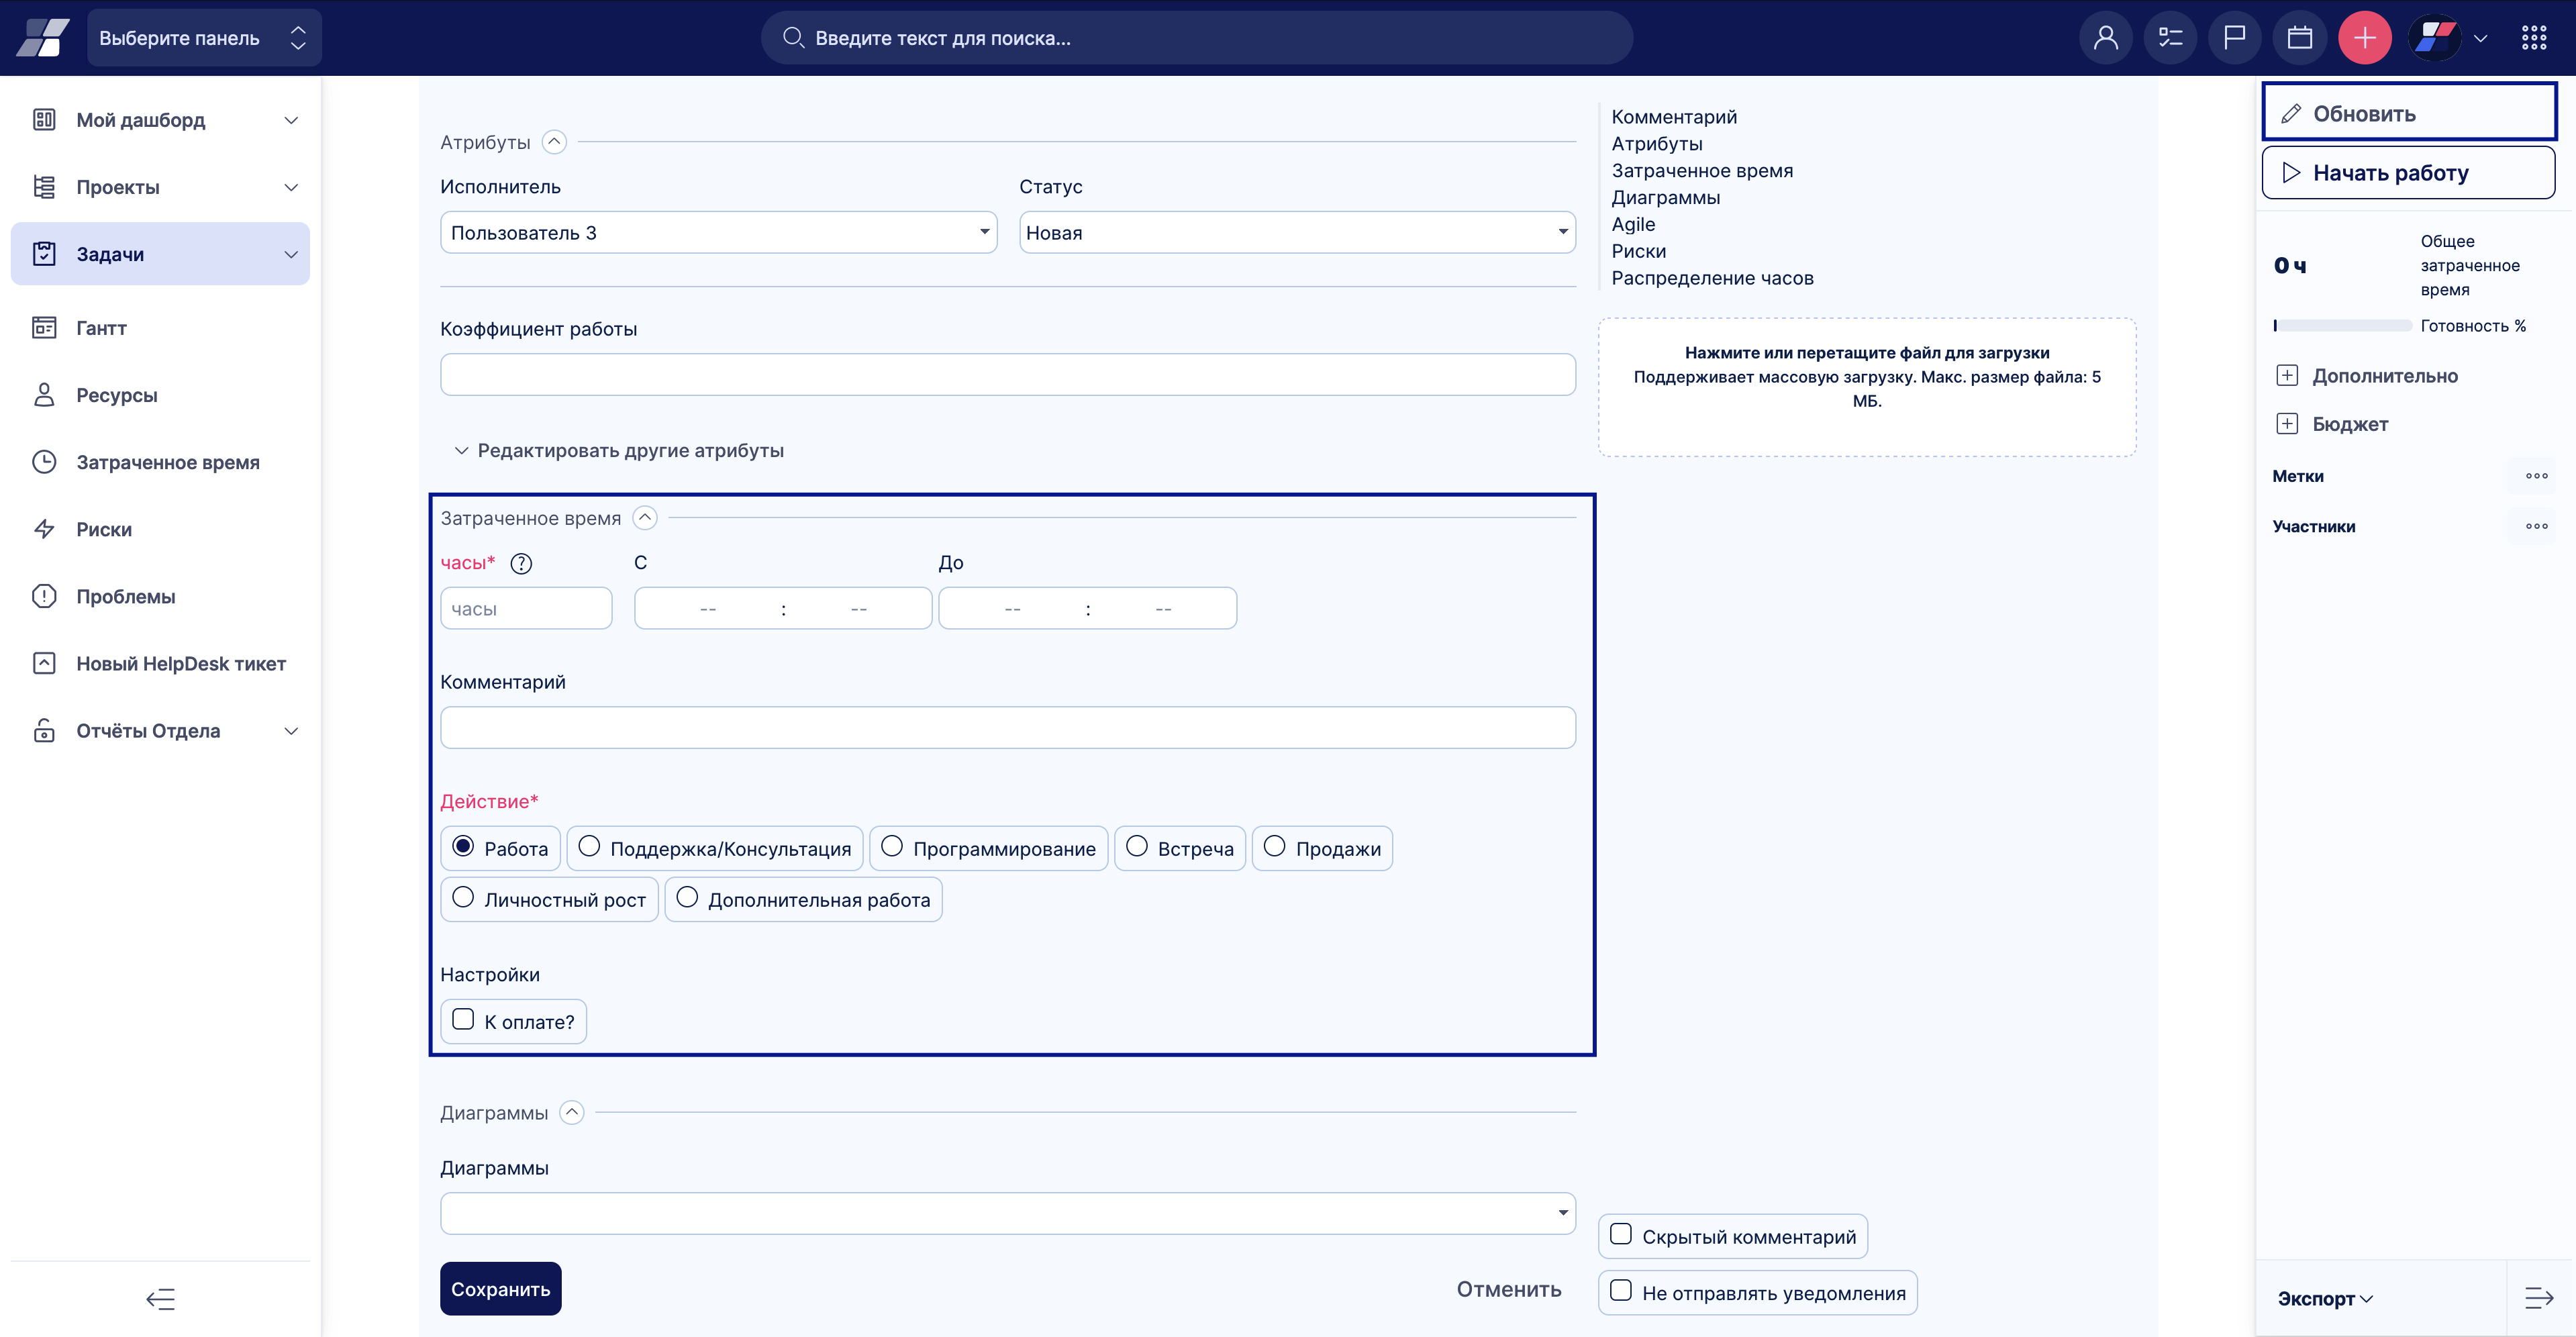 Выберите панель
Введите текст для поиска...
Мой дашборд
Проекты
Задачи
Гантт
Ресурсы
Затраченное время
Риски
Проблемы
Новый HelpDesk тикет
Отчёты Отдела
Атрибуты
Исполнитель
Статус
Пользователь 3
Новая
Коэффициент работы
Редактировать другие атрибуты
Затраченное время
часы*
?
С
До
часы
-- : --
-- : --
Комментарий
Действие*
Работа
Поддержка/Консультация
Программирование
Встреча
Продажи
Личностный рост
Дополнительная работа
Настройки
К оплате?
Диаграммы
Диаграммы
Сохранить
Отменить
Комментарий
Атрибуты
Затраченное время
Диаграммы
Agile
Риски
Распределение часов
Нажмите или перетащите файл для загрузки
Поддерживает массовую загрузку. Макс. размер файла: 5
МБ.
Скрытый комментарий
Не отправлять уведомления
Обновить
Начать работу
0 ч
Общее
затраченное
время
Готовность %
Дополнительно
Бюджет
Метки
Участники
Экспорт